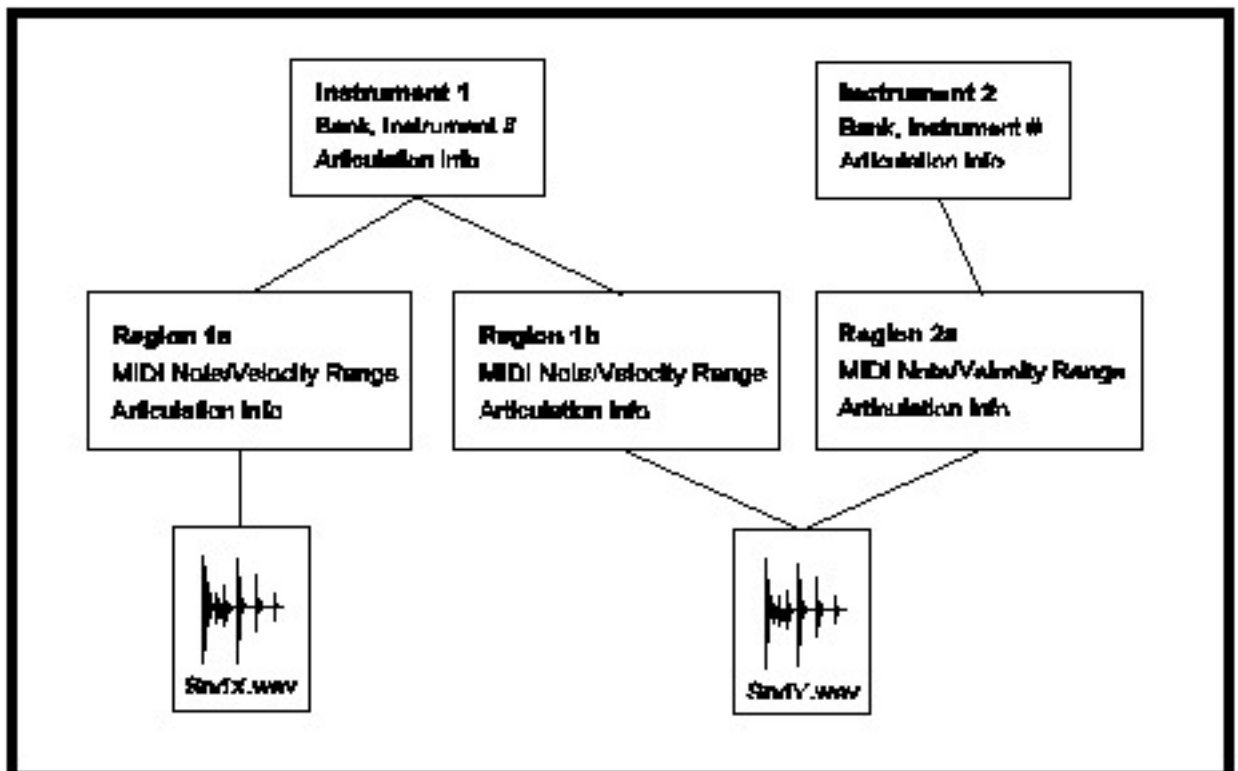 Instrument 1
Bank, Instrument #
Articulation Info
Instrument 2
Bank, Instrument #
Articulation Info
Region 1a
MIDI Note/Velocity Range
Articulation Info
Region 1b
MIDI Note/Velocity Range
Articulation Info
Region 2a
MIDI Note/Velocity Range
Articulation Info
SndX.wav
SndY.wav